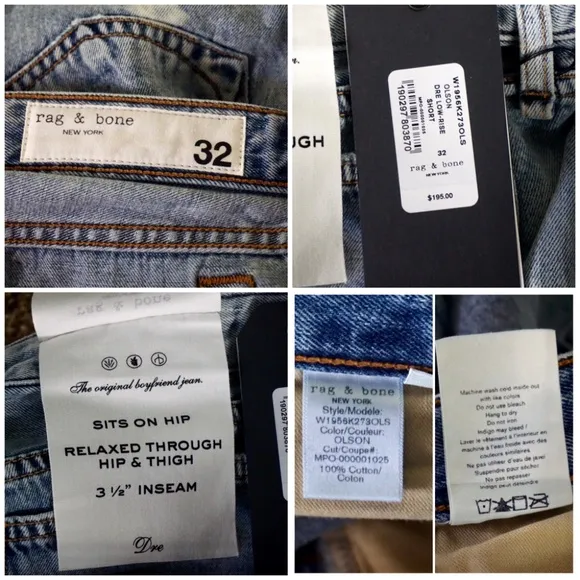 rag & bone
NEW YORK
32
UGH
W1956K273OLS
OLSON
DRE LOW-RISE
SHORT
190297803870
32
rag & bone
NEW YORK
$195.00
rag & bone
The original boyfriend jean.
SITS ON HIP
RELAXED THROUGH
HIP & THIGH
3 ½" INSEAM
Dre
190297803870
rag & bone
NEW YORK
Style/Modele:
W1956K273OLS
Color/Couleur:
OLSON
Cut/Coupe#:
MPO-000001025
100% Cotton/
Coton
Machine wash cold inside out
with like colors
Do not use bleach
Hang to dry
Do not iron
Indigo may bleed !
Laver le vêtement à l'inverse en
machine à l'eau froide avec des
couleurs similaires
Ne pas utiliser d'eau de javel
Suspendre pour sécher
Ne pas repasser
Indigo peut déteindre